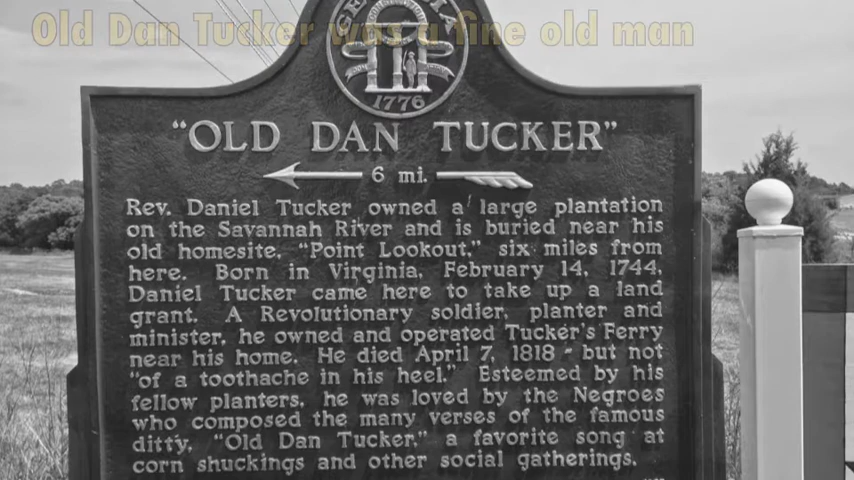 Old Dan Tucker was a fine old man
GEORGIA
1776
"OLD DAN TUCKER"
6 mi.
Rev. Daniel Tucker owned a large plantation
on the Savannah River and is buried near his
old homesite, "Point Lookout," six miles from
here. Born in Virginia, February 14, 1744,
Daniel Tucker came here to take up a land
grant. A Revolutionary soldier, planter and
minister, he owned and operated Tucker's Ferry
near his home. He died April 7, 1818 - but not
"of a toothache in his heel." Esteemed by his
fellow planters, he was loved by the Negroes
who composed the many verses of the famous
ditty, "Old Dan Tucker," a favorite song at
corn shuckings and other social gatherings.